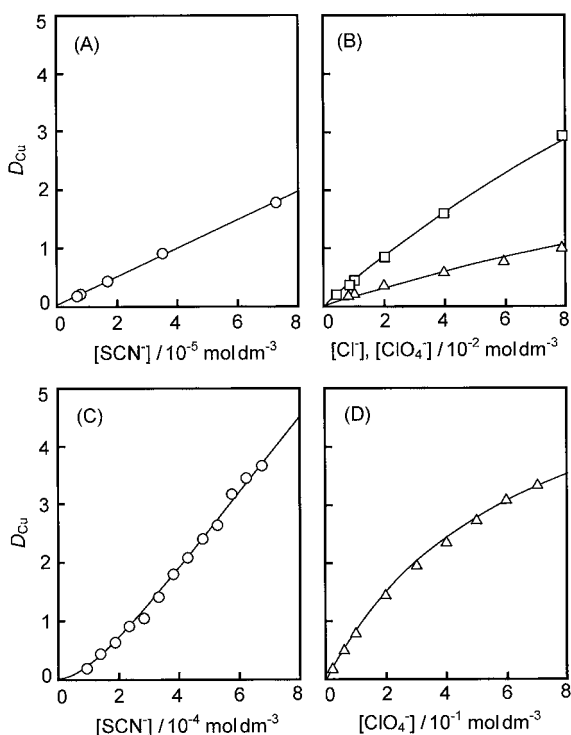 (A)
(B)
5
4
3
2
1
0
D_Cu
0 2 4 6 8
0 2 4 6 8
[SCN⁻] / 10⁻⁵ mol dm⁻³
[Cl⁻], [ClO₄⁻] / 10⁻² mol dm⁻³
(C)
(D)
5
4
3
2
1
0
D_Cu
0 2 4 6 8
0 2 4 6 8
[SCN⁻] / 10⁻⁴ mol dm⁻³
[ClO₄⁻] / 10⁻¹ mol dm⁻³